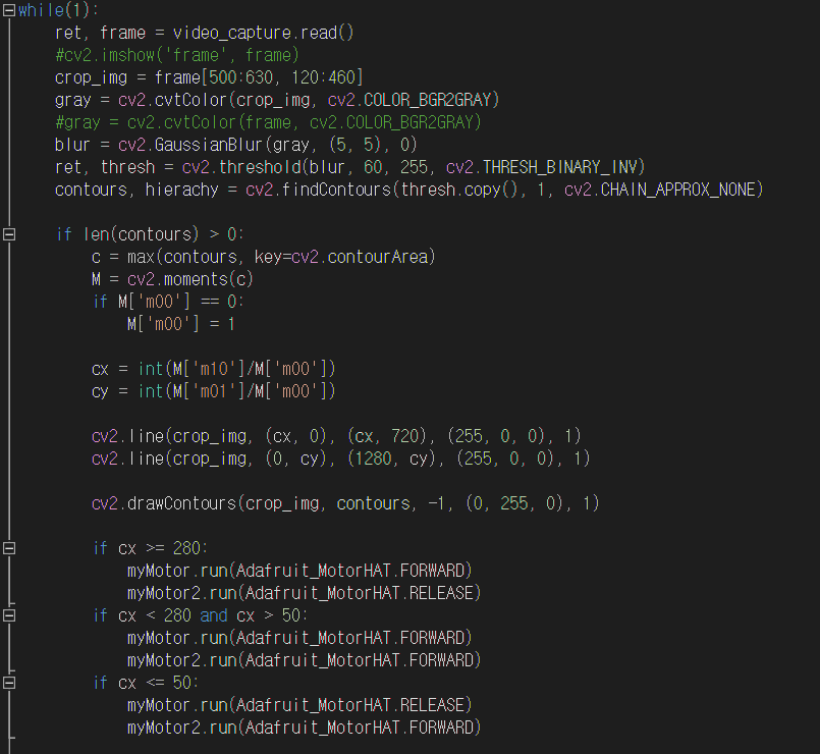 while(1):
ret, frame = video_capture.read()
#cv2.imshow('frame', frame)
crop_img = frame[500:630, 120:460]
gray = cv2.cvtColor(crop_img, cv2.COLOR_BGR2GRAY)
#gray = cv2.cvtColor(frame, cv2.COLOR_BGR2GRAY)
blur = cv2.GaussianBlur(gray, (5, 5), 0)
ret, thresh = cv2.threshold(blur, 60, 255, cv2.THRESH_BINARY_INV)
contours, hierachy = cv2.findContours(thresh.copy(), 1, cv2.CHAIN_APPROX_NONE)
if len(contours) > 0:
c = max(contours, key=cv2.contourArea)
M = cv2.moments(c)
if M['m00'] == 0:
M['m00'] = 1
cx = int(M['m10']/M['m00'])
cy = int(M['m01']/M['m00'])
cv2.line(crop_img, (cx, 0), (cx, 720), (255, 0, 0), 1)
cv2.line(crop_img, (0, cy), (1280, cy), (255, 0, 0), 1)
cv2.drawContours(crop_img, contours, -1, (0, 255, 0), 1)
if cx >= 280:
myMotor.run(Adafruit_MotorHAT.FORWARD)
myMotor2.run(Adafruit_MotorHAT.RELEASE)
if cx < 280 and cx > 50:
myMotor.run(Adafruit_MotorHAT.FORWARD)
myMotor2.run(Adafruit_MotorHAT.FORWARD)
if cx <= 50:
myMotor.run(Adafruit_MotorHAT.RELEASE)
myMotor2.run(Adafruit_MotorHAT.FORWARD)